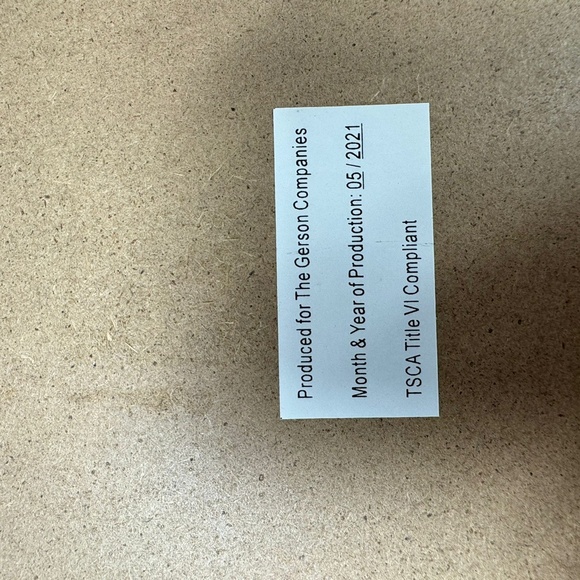 Produced for The Gerson Companies
Month & Year of Production: 05 / 2021
TSCA Title VI Compliant